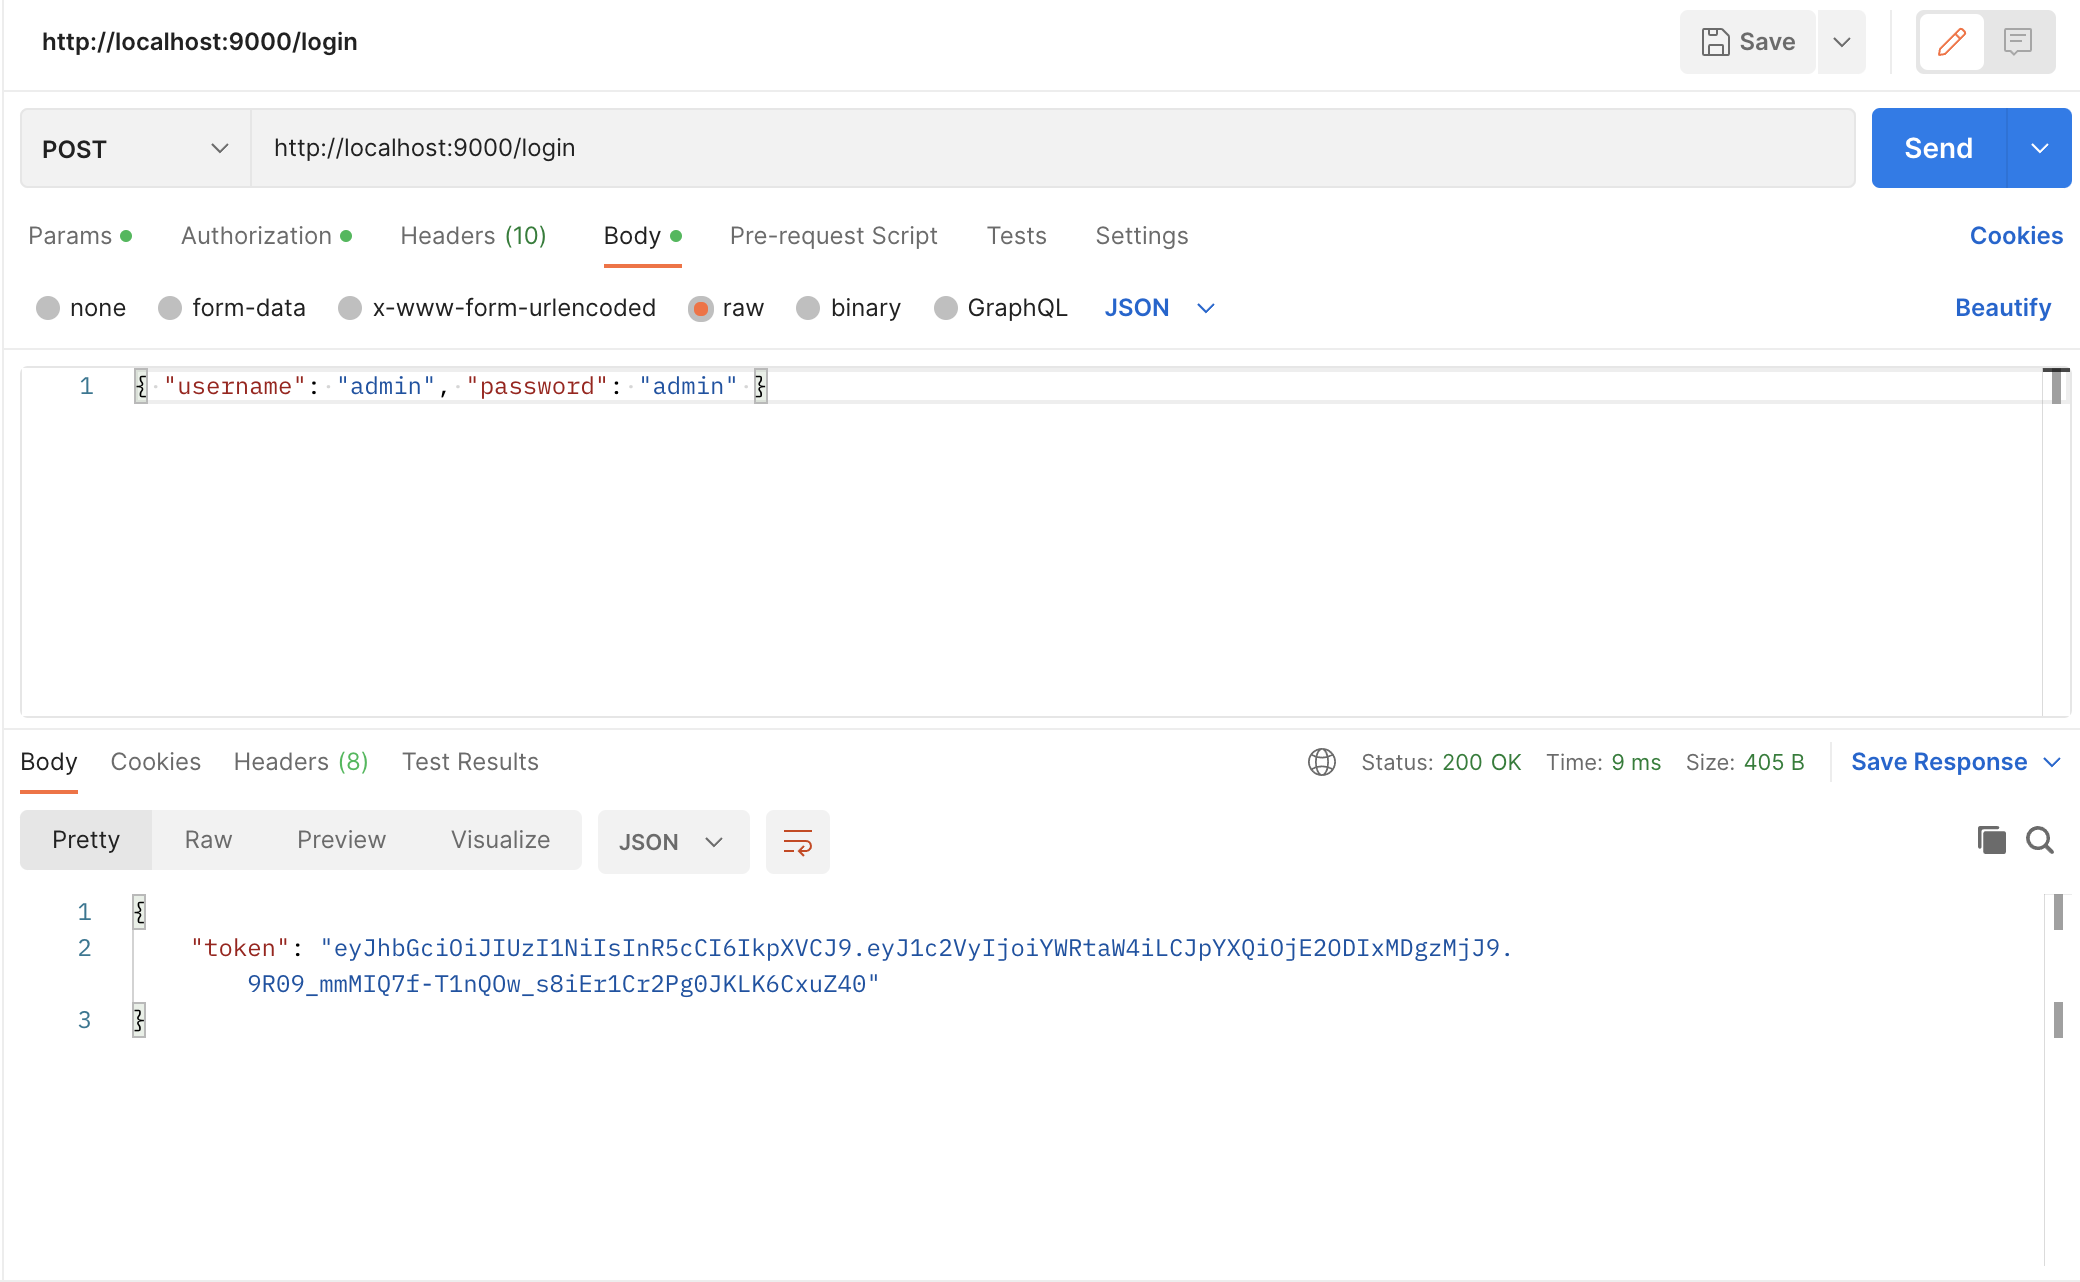 http://localhost:9000/login
Save
POST
http://localhost:9000/login
Send
Params
Authorization
Headers (10)
Body
Pre-request Script
Tests
Settings
Cookies
none
form-data
x-www-form-urlencoded
raw
binary
GraphQL
JSON
Beautify
1 { "username": "admin", "password": "admin" }
Body
Cookies
Headers (8)
Test Results
Status: 200 OK
Time: 9 ms
Size: 405 B
Save Response
Pretty
Raw
Preview
Visualize
JSON
1 {
2 "token": "eyJhbGciOiJIUzI1NiIsInR5cCI6IkpXVCJ9.eyJ1c2VyIjoiYWRtaW4iLCJpYXQiOjE2ODIxMDgzMjJ9.
9R09_mmMIQ7f-T1nQOw_s8iEr1Cr2Pg0JKLK6CxuZ40"
3 }